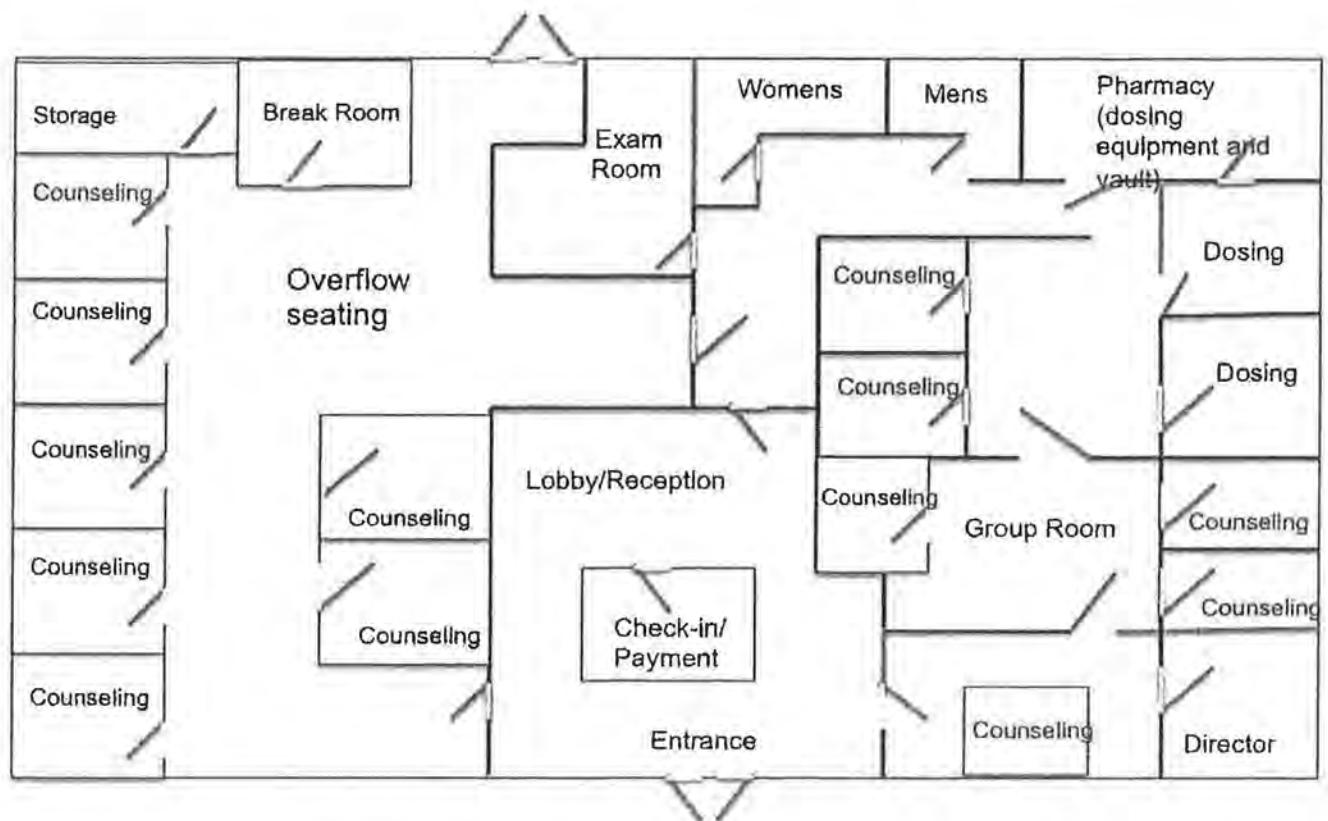 Storage
Break Room
Womens
Mens
Pharmacy
(dosing
equipment and
vault)
Exam
Room
Counseling
Overflow
seating
Counseling
Dosing
Counseling
Counseling
Dosing
Counseling
Lobby/Reception
Counseling
Counseling
Group Room
Counseling
Counseling
Counseling
Check-in/
Payment
Counseling
Counseling
Entrance
Counseling
Director